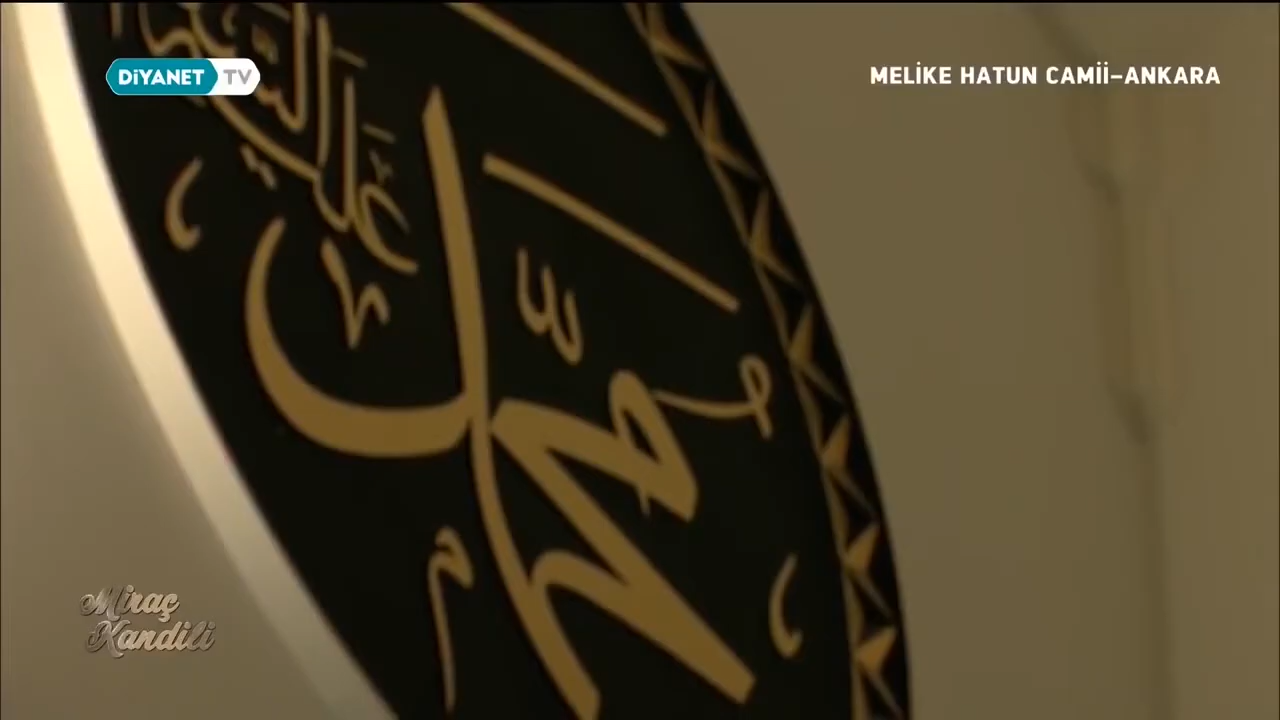 DİYANET TV
MELİKE HATUN CAMİİ-ANKARA
محمد
Miraç
Kandili